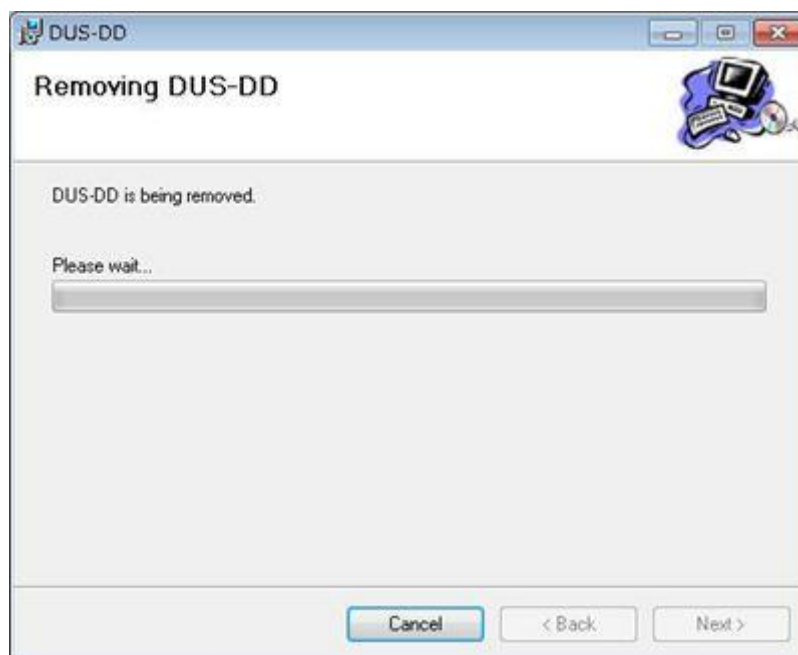 DUS-DD
Removing DUS-DD
DUS-DD is being removed.
Please wait...
Cancel
< Back
Next >